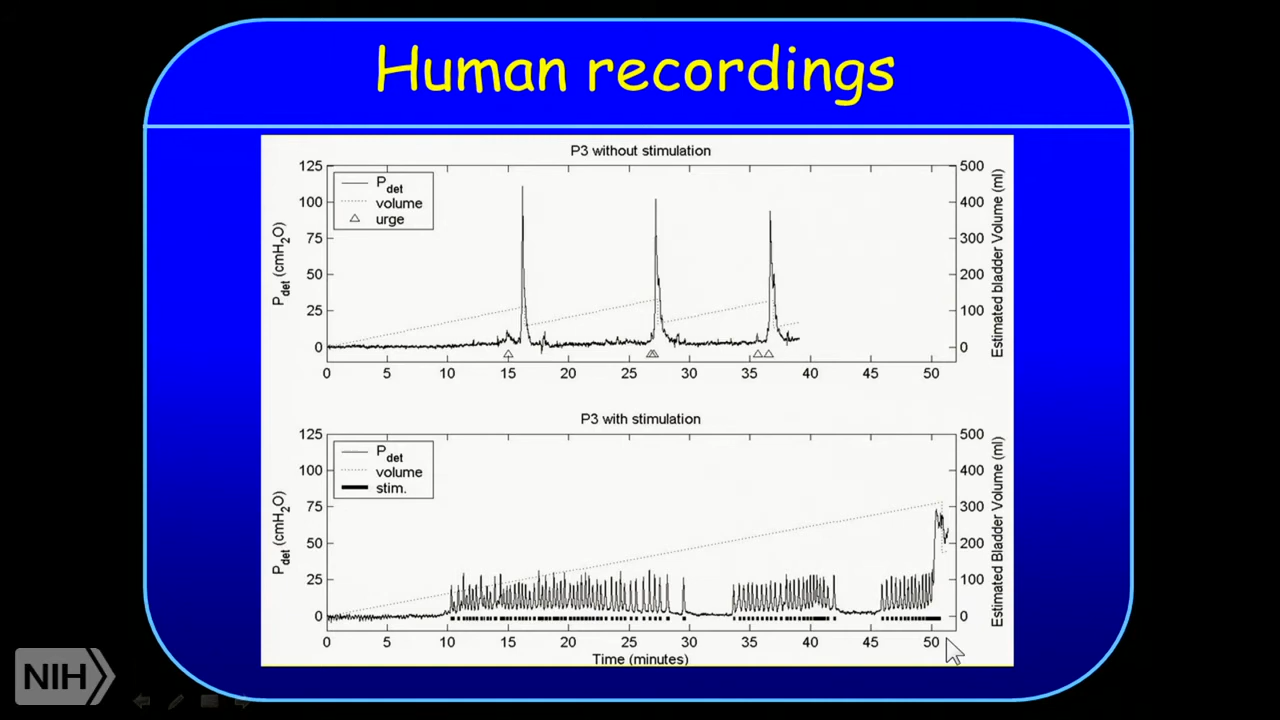 Human recordings
P3 without stimulation
125
100
75
50
25
0
P_det (cmH2O)
P_det
volume
urge
500
400
300
200
100
0
Estimated bladder Volume (ml)
0 5 10 15 20 25 30 35 40 45 50
P3 with stimulation
125
100
75
50
25
0
P_det (cmH2O)
P_det
volume
stim.
500
400
300
200
100
0
Estimated Bladder Volume (ml)
0 5 10 15 20 25 30 35 40 45 50
Time (minutes)
NIH